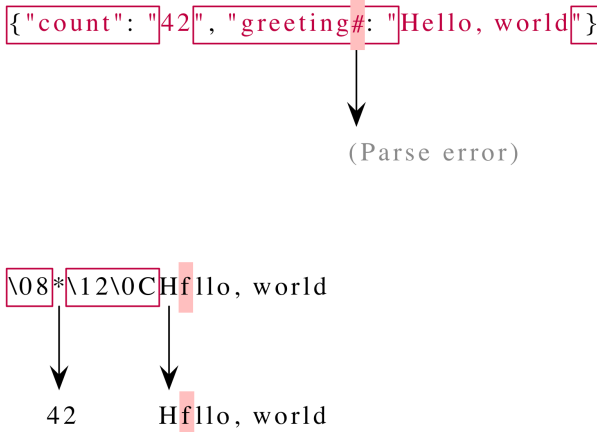 {"count": "42", "greeting#: "Hello, world"}
(Parse error)
\08*\12\0CHfllo, world
42 Hfllo, world